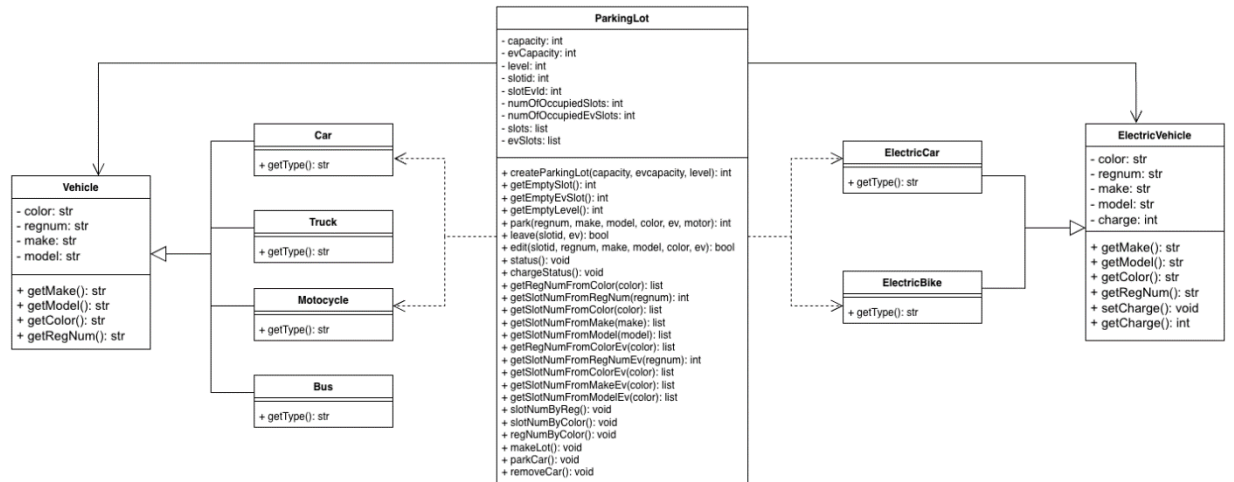 ParkingLot
- capacity: int
- evCapacity: int
- level: int
- slotid: int
- slotEvId: int
- numOfOccupiedSlots: int
- numOfOccupiedEvSlots: int
- slots: list
- evSlots: list
+ createParkingLot(capacity, evcapacity, level): int
+ getEmptySlot(): int
+ getEmptyEvSlot(): int
+ getEmptyLevel(): int
+ park(regnum, make, model, color, ev, motor): int
+ leave(slotid, ev): bool
+ edit(slotid, regnum, make, model, color, ev): bool
+ status(): void
+ chargeStatus(): void
+ getRegNumFromColor(color): list
+ getSlotNumFromRegNum(regnum): int
+ getSlotNumFromColor(color): list
+ getSlotNumFromMake(make): list
+ getSlotNumFromModel(model): list
+ getRegNumFromColorEv(color): list
+ getSlotNumFromRegNumEv(regnum): int
+ getSlotNumFromColorEv(color): list
+ getSlotNumFromMakeEv(color): list
+ getSlotNumFromModelEv(color): list
+ slotNumByReg(): void
+ slotNumByColor(): void
+ regNumByColor(): void
+ makeLot(): void
+ parkCar(): void
+ removeCar(): void
Vehicle
- color: str
- regnum: str
- make: str
- model: str
+ getMake(): str
+ getModel(): str
+ getColor(): str
+ getRegNum(): str
Car
+ getType(): str
Truck
+ getType(): str
Motocycle
+ getType(): str
Bus
+ getType(): str
ElectricCar
+ getType(): str
ElectricBike
+ getType(): str
ElectricVehicle
- color: str
- regnum: str
- make: str
- model: str
- charge: int
+ getMake(): str
+ getModel(): str
+ getColor(): str
+ getRegNum(): str
+ setCharge(): void
+ getCharge(): int